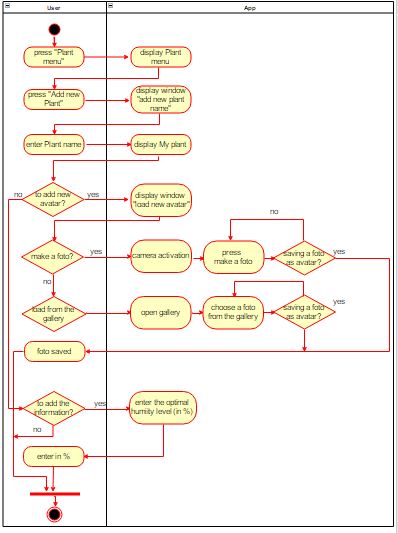 User
App
press "Plant
menu"
display Plant
menu
press "Add new
Plant"
display window
"add new plant
name"
enter Plant name
display My plant
no
to add new
avatar?
yes
display window
"load new avatar"
no
make a foto?
yes
camera activation
press
make a foto
saving a foto
as avatar?
yes
no
load from the
gallery
open gallery
choose a foto
from the gallery
saving a foto
as avatar?
yes
foto saved
to add the
information?
yes
enter the optimal
humity level (in %)
no
enter in %